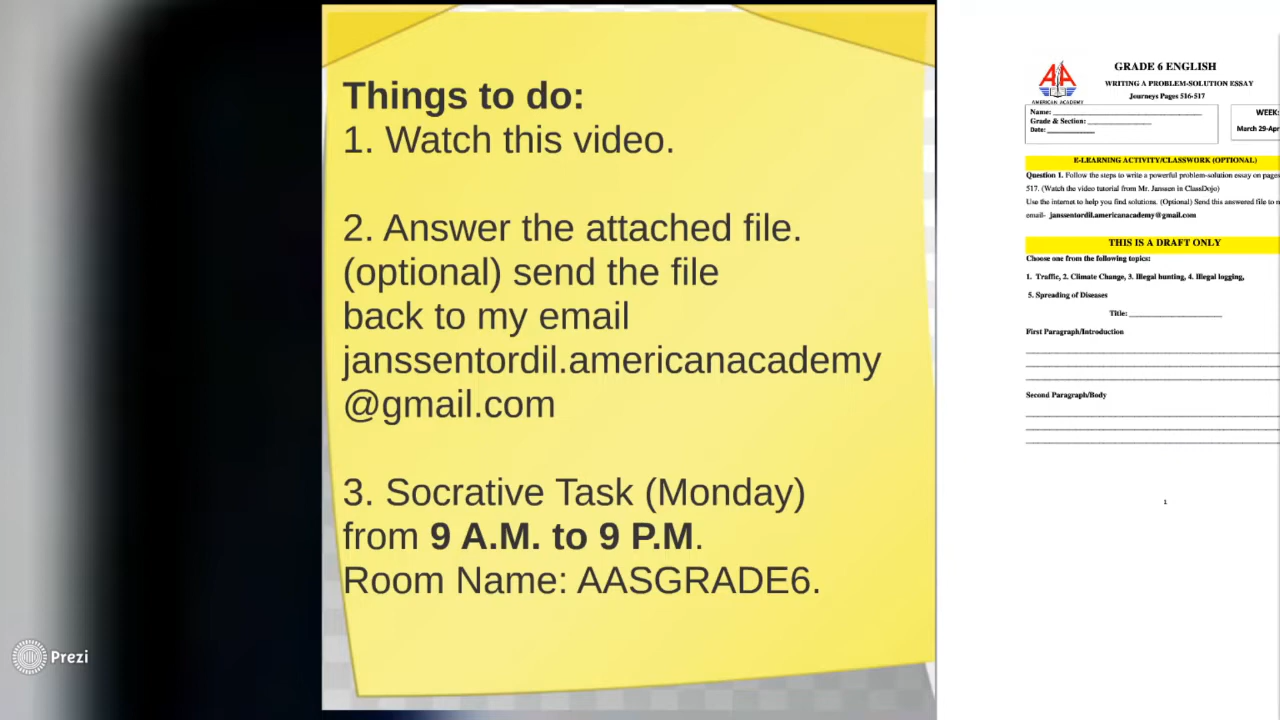 Things to do:
1. Watch this video.
2. Answer the attached file.
(optional) send the file
back to my email
janssentordil.americanacademy
@gmail.com
3. Socrative Task (Monday)
from 9 A.M. to 9 P.M.
Room Name: AASGRADE6.
Prezi
AMERICAN ACADEMY
GRADE 6 ENGLISH
WRITING A PROBLEM-SOLUTION ESSAY
Journeys Pages 516-517
Name:
Grade & Section:
Date:
WEEK:
March 29-Apr
E-LEARNING ACTIVITY/CLASSWORK (OPTIONAL)
Question 1. Follow the steps to write a powerful problem-solution essay on pages
517. (Watch the video tutorial from Mr. Janssen in ClassDojo)
Use the internet to help you find solutions. (Optional) Send this answered file to
email- janssentordil.americanacademy@gmail.com
THIS IS A DRAFT ONLY
Choose one from the following topics:
1. Traffic, 2. Climate Change, 3. Illegal hunting, 4. Illegal logging,
5. Spreading of Diseases
Title:
First Paragraph/Introduction
Second Paragraph/Body
1